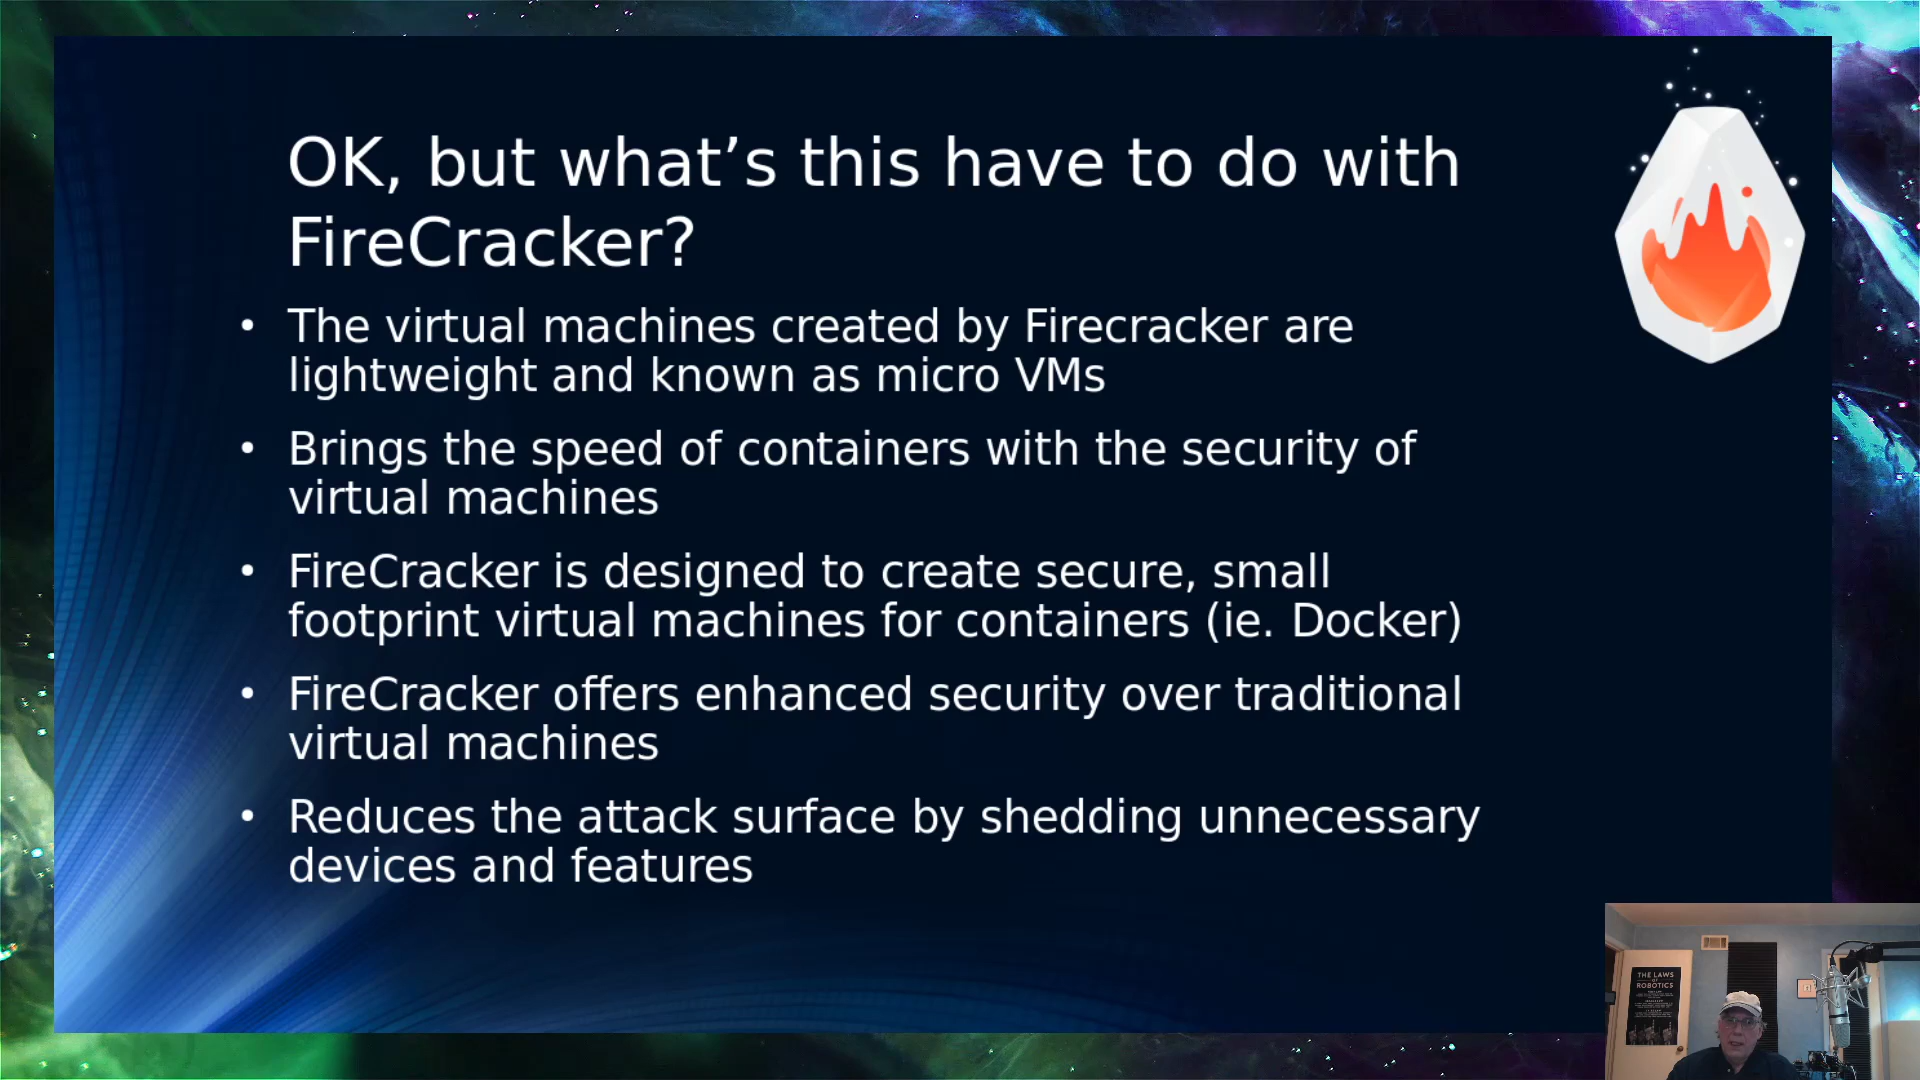 OK, but what’s this have to do with
FireCracker?
• The virtual machines created by Firecracker are
lightweight and known as micro VMs
• Brings the speed of containers with the security of
virtual machines
• FireCracker is designed to create secure, small
footprint virtual machines for containers (ie. Docker)
• FireCracker offers enhanced security over traditional
virtual machines
• Reduces the attack surface by shedding unnecessary
devices and features
THE LAWS
OF
ROBOTICS